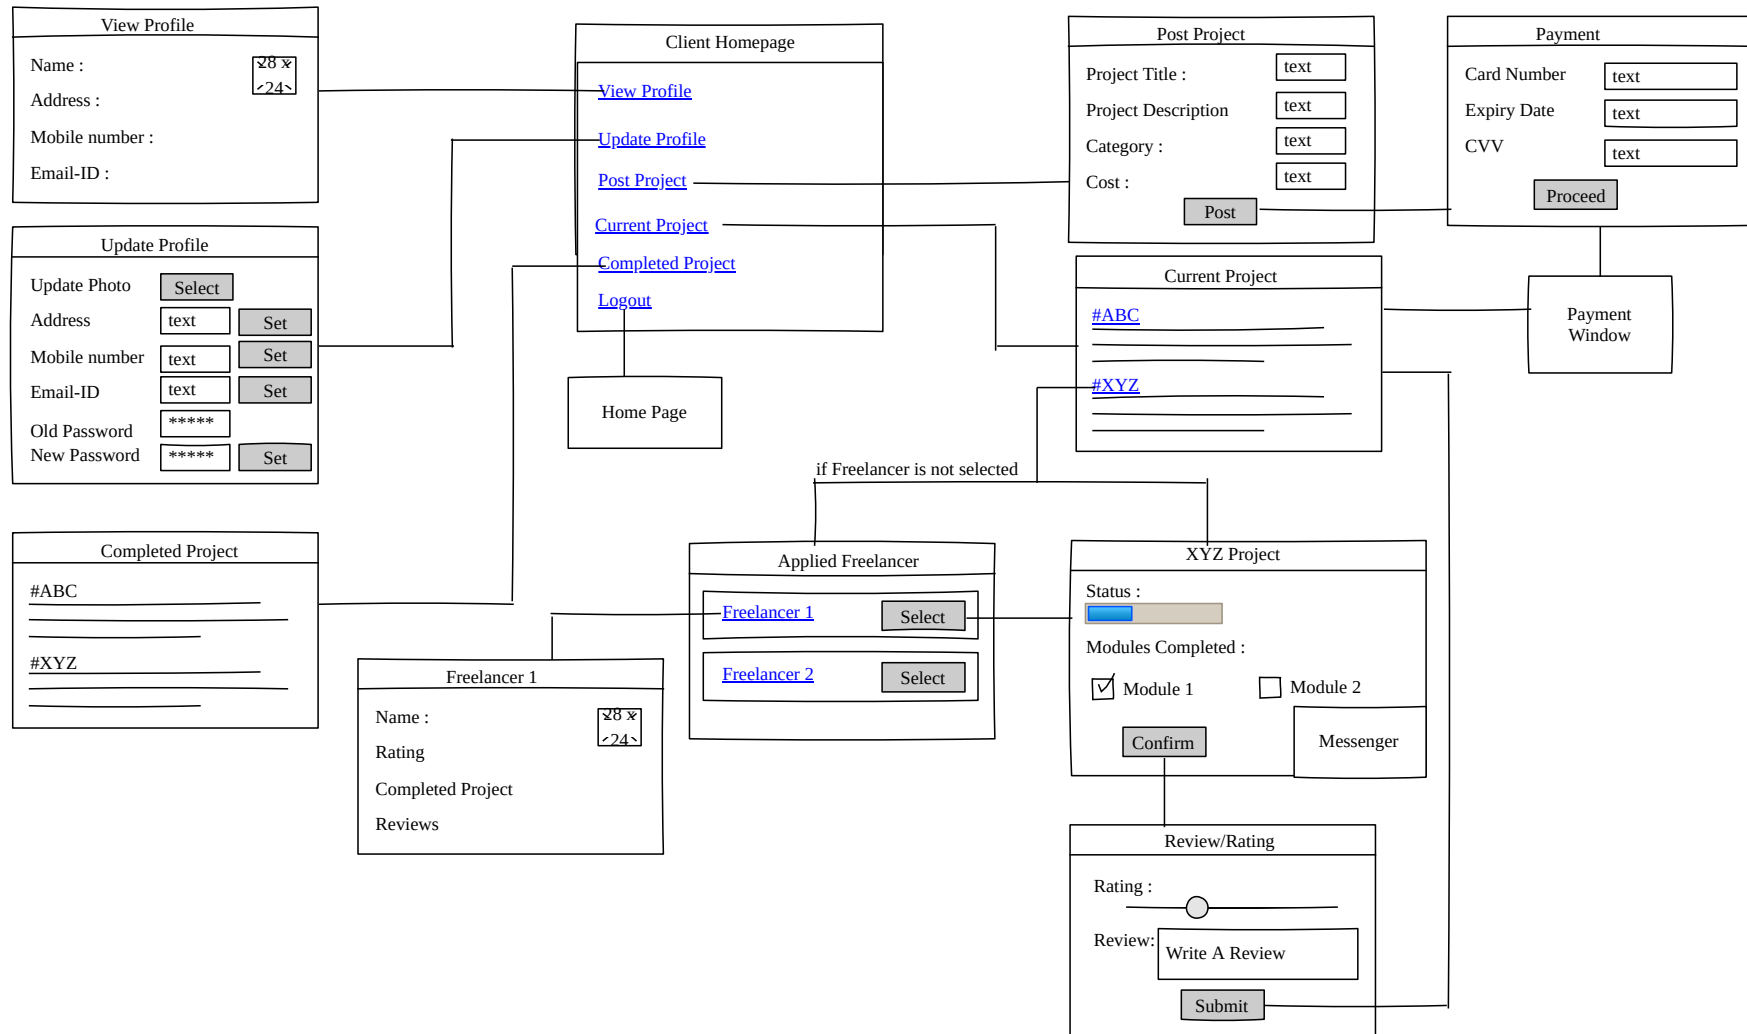 View Profile
Name :
28 x
24
Address :
Mobile number :
Email-ID :
Client Homepage
View Profile
Update Profile
Post Project
Current Project
Completed Project
Logout
Home Page
Post Project
Project Title :
text
Project Description
text
Category :
text
Cost :
text
Post
Payment
Card Number
text
Expiry Date
text
CVV
text
Proceed
Payment
Window
Update Profile
Update Photo
Select
Address
text
Set
Mobile number
text
Set
Email-ID
text
Set
Old Password
*****
New Password
*****
Set
Current Project
#ABC
#XYZ
if Freelancer is not selected
Completed Project
#ABC
#XYZ
Applied Freelancer
Freelancer 1
Select
Freelancer 2
Select
Freelancer 1
Name :
28 x
24
Rating
Completed Project
Reviews
XYZ Project
Status :
Modules Completed :
Module 1
Module 2
Confirm
Messenger
Review/Rating
Rating :
Review:
Write A Review
Submit